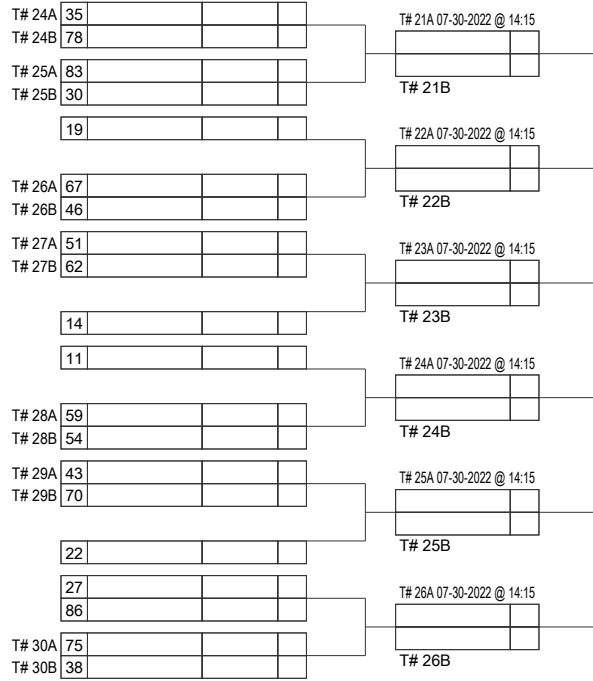 T# 24A 35
T# 24B 78
T# 21A 07-30-2022 @ 14:15
T# 21B
T# 25A 83
T# 25B 30
19
T# 22A 07-30-2022 @ 14:15
T# 22B
T# 26A 67
T# 26B 46
T# 27A 51
T# 27B 62
T# 23A 07-30-2022 @ 14:15
T# 23B
14
11
T# 24A 07-30-2022 @ 14:15
T# 24B
T# 28A 59
T# 28B 54
T# 29A 43
T# 29B 70
T# 25A 07-30-2022 @ 14:15
T# 25B
22
27
86
T# 26A 07-30-2022 @ 14:15
T# 26B
T# 30A 75
T# 30B 38